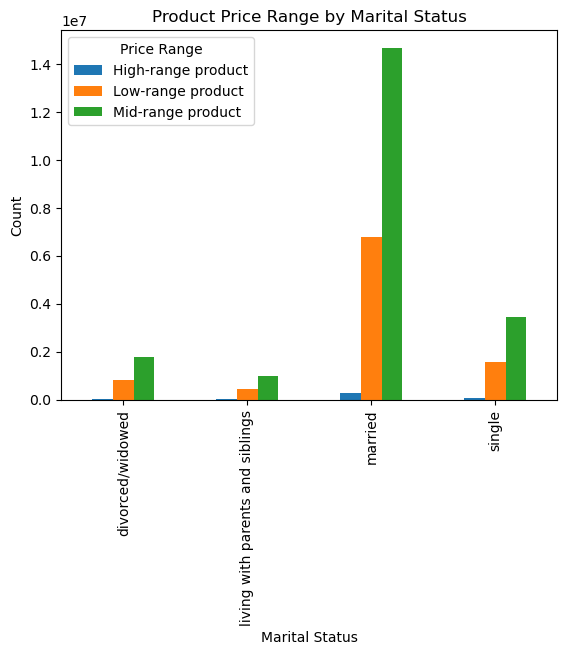 Product Price Range by Marital Status
1e7
Price Range
High-range product
Low-range product
Mid-range product
1.4
1.2
1.0
0.8
0.6
0.4
0.2
0.0
Count
divorced/widowed
living with parents and siblings
married
single
Marital Status